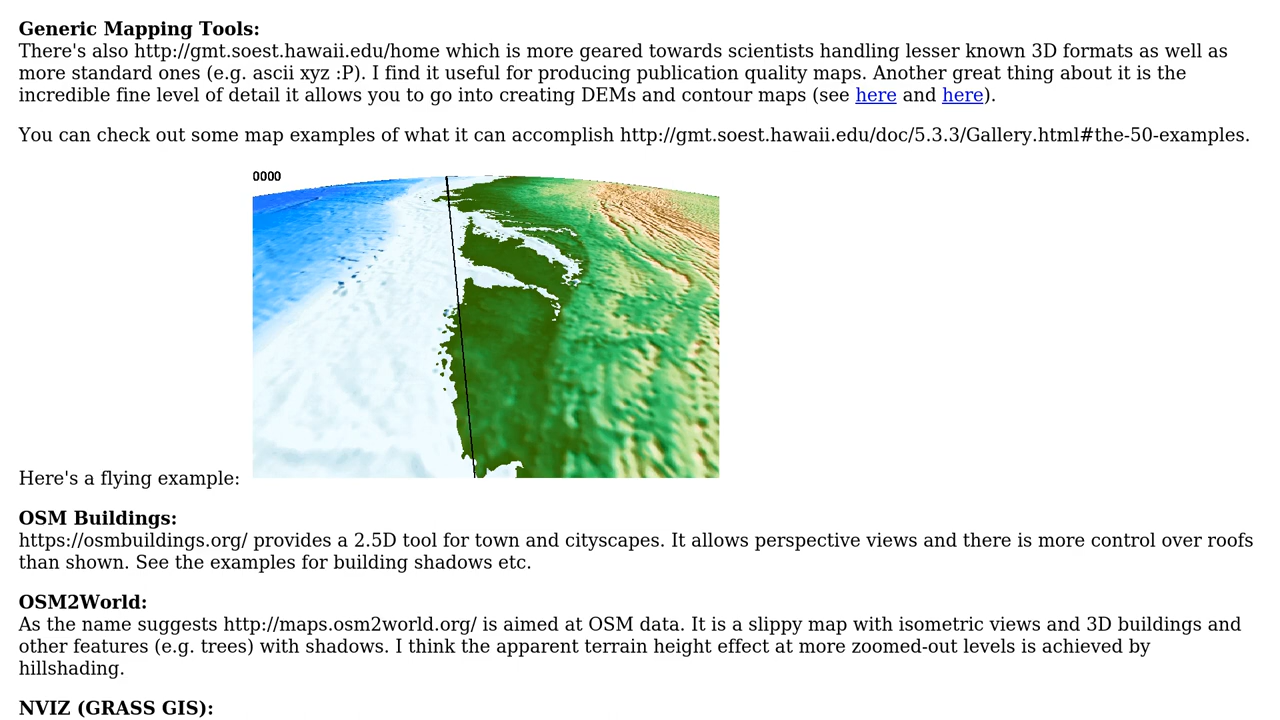 Generic Mapping Tools:
There's also http://gmt.soest.hawaii.edu/home which is more geared towards scientists handling lesser known 3D formats as well as
more standard ones (e.g. ascii xyz :P). I find it useful for producing publication quality maps. Another great thing about it is the
incredible fine level of detail it allows you to go into creating DEMs and contour maps (see here and here).
You can check out some map examples of what it can accomplish http://gmt.soest.hawaii.edu/doc/5.3.3/Gallery.html#the-50-examples.
0000
Here's a flying example:
OSM Buildings:
https://osmbuildings.org/ provides a 2.5D tool for town and cityscapes. It allows perspective views and there is more control over roofs
than shown. See the examples for building shadows etc.
OSM2World:
As the name suggests http://maps.osm2world.org/ is aimed at OSM data. It is a slippy map with isometric views and 3D buildings and
other features (e.g. trees) with shadows. I think the apparent terrain height effect at more zoomed-out levels is achieved by
hillshading.
NVIZ (GRASS GIS):